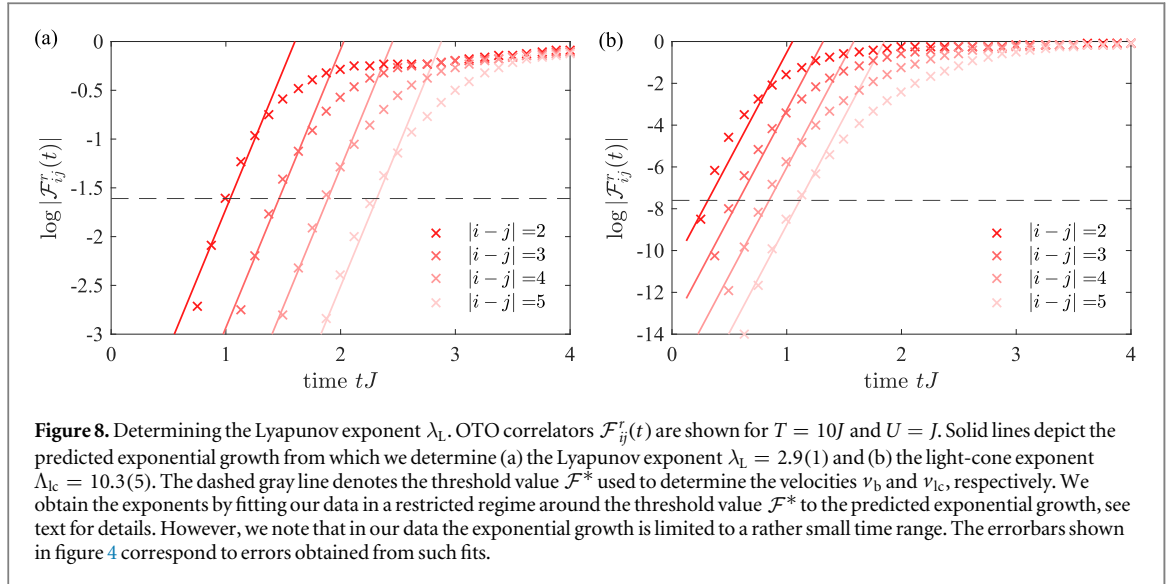 (a)
0
-0.5
-1
-1.5
-2
-2.5
-3
log |𝓕ʳᵢⱼ(t)|
0 1 2 3 4
time tJ
|i − j| =2
|i − j| =3
|i − j| =4
|i − j| =5
(b)
0
-2
-4
-6
-8
-10
-12
-14
log |𝓕ʳᵢⱼ(t)|
0 1 2 3 4
time tJ
|i − j| =2
|i − j| =3
|i − j| =4
|i − j| =5
Figure 8. Determining the Lyapunov exponent λ_L. OTO correlators 𝓕ʳᵢⱼ(t) are shown for T = 10J and U = J. Solid lines depict the
predicted exponential growth from which we determine (a) the Lyapunov exponent λ_L = 2.9(1) and (b) the light-cone exponent
Λ_lc = 10.3(5). The dashed gray line denotes the threshold value 𝓕* used to determine the velocities v_b and v_lc, respectively. We
obtain the exponents by fitting our data in a restricted regime around the threshold value 𝓕* to the predicted exponential growth, see
text for details. However, we note that in our data the exponential growth is limited to a rather small time range. The errorbars shown
in figure 4 correspond to errors obtained from such fits.